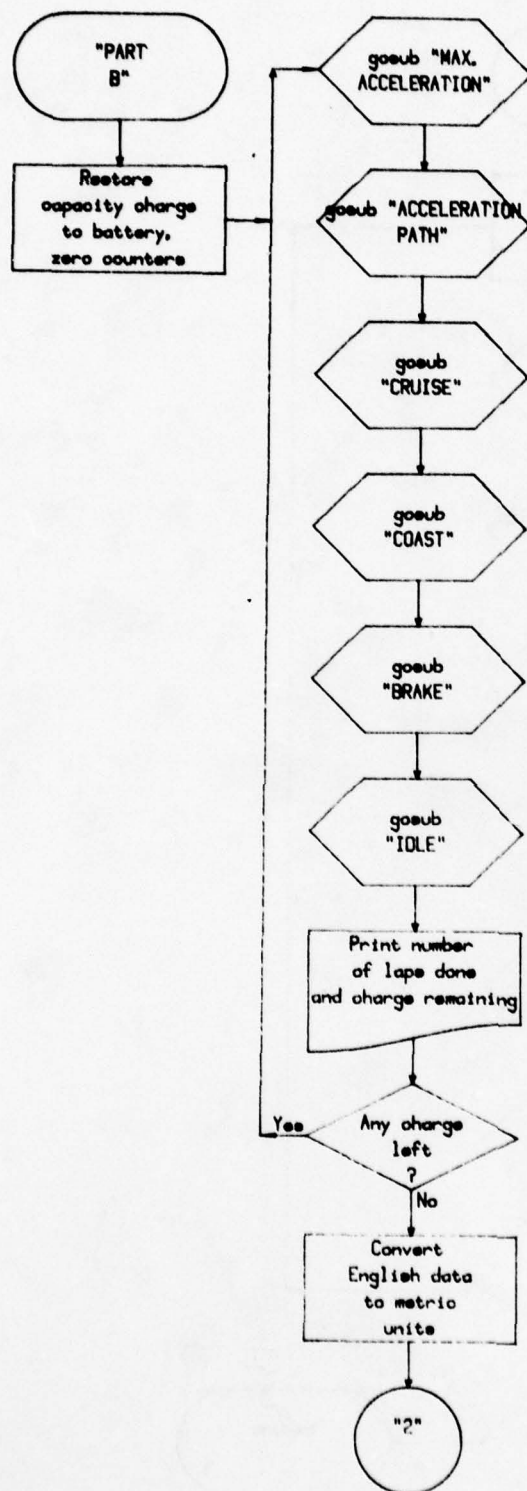 "PART
B"
Restore
capacity charge
to battery,
zero counters
gosub "MAX.
ACCELERATION"
gosub "ACCELERATION
PATH"
gosub
"CRUISE"
gosub
"COAST"
gosub
"BRAKE"
gosub
"IDLE"
Print number
of laps done
and charge remaining
Any charge
left
?
Yes
No
Convert
English data
to metric
units
"2"